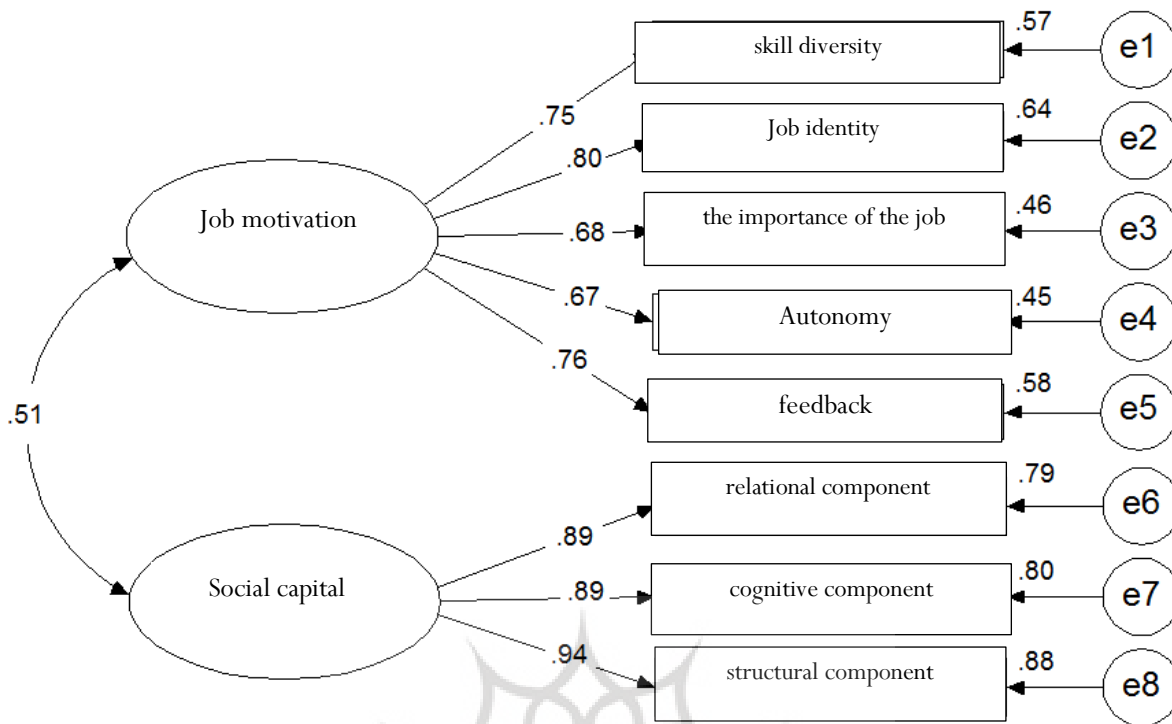 .57
skill diversity
e1
.75
.64
Job identity
e2
.80
Job motivation
.46
the importance of the job
e3
.68
.67
.45
Autonomy
e4
.76
.58
feedback
e5
.51
.79
relational component
e6
.89
Social capital
.80
cognitive component
e7
.89
.94
.88
structural component
e8